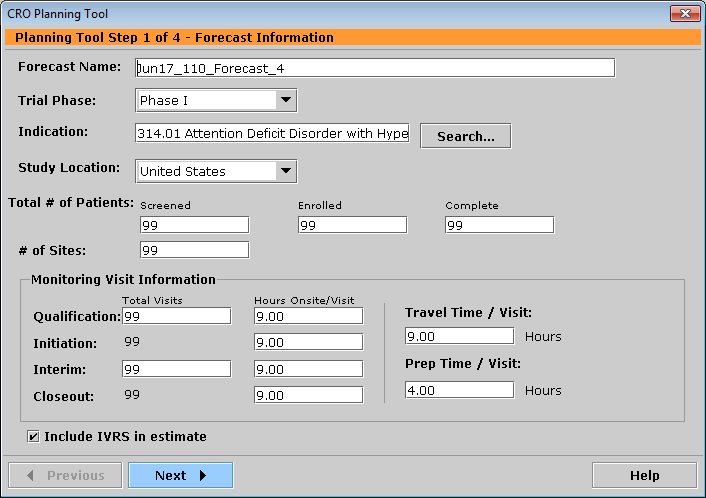 CRO Planning Tool
Planning Tool Step 1 of 4 - Forecast Information
Forecast Name: Jun17_110_Forecast_4
Trial Phase: Phase I
Indication: 314.01 Attention Deficit Disorder with Hype Search...
Study Location: United States
Total # of Patients: Screened Enrolled Complete
99 99 99
# of Sites: 99
Monitoring Visit Information
Total Visits Hours Onsite/Visit
Qualification: 99 9.00
Initiation: 99 9.00
Interim: 99 9.00
Closeout: 99 9.00
Travel Time / Visit:
9.00 Hours
Prep Time / Visit:
4.00 Hours
Include IVRS in estimate
Previous Next Help